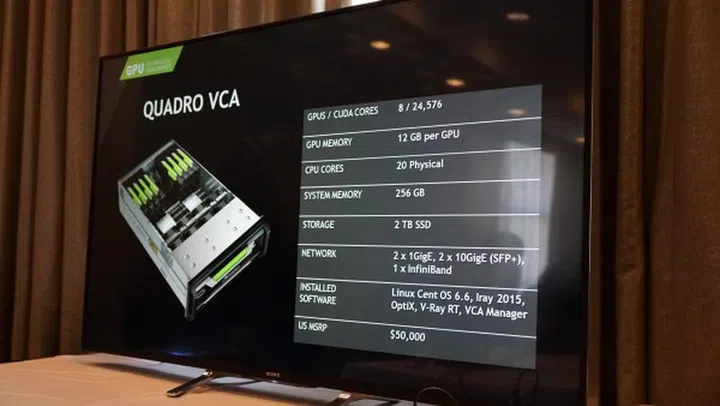 GPU TECHNOLOGY
CONFERENCE
QUADRO VCA
GPUS / CUDA CORES 8 / 24,576
GPU MEMORY 12 GB per GPU
CPU CORES 20 Physical
SYSTEM MEMORY 256 GB
STORAGE 2 TB SSD
NETWORK 2 x 1GigE, 2 x 10GigE (SFP+),
1 x InfiniBand
INSTALLED
SOFTWARE Linux Cent OS 6.6, Iray 2015,
OptiX, V-Ray RT, VCA Manager
US MSRP $50,000
SONY